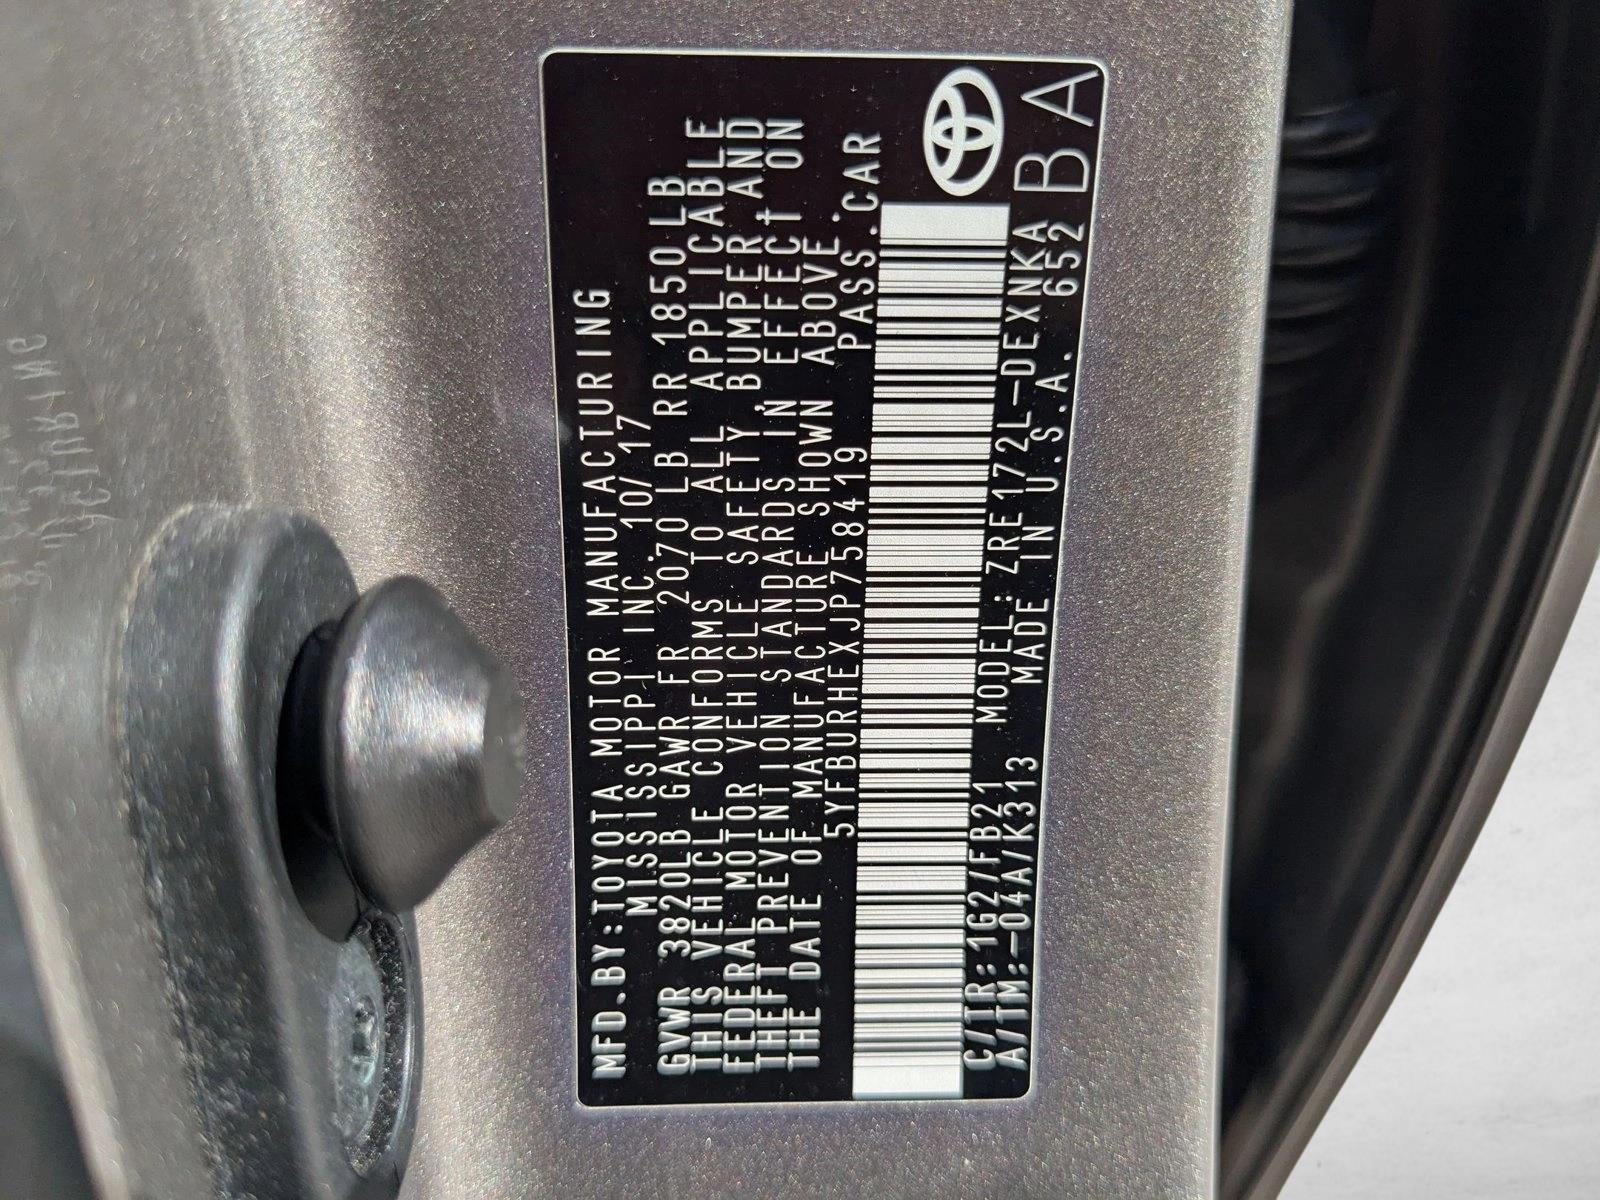 MFD.BY:TOYOTA MOTOR MANUFACTURING
MISSISSIPPI INC. 10/17
GVWR 3820LB GAWR FR 2070 LB RR 1850LB
THIS VEHICLE CONFORMS TO ALL APPLICABLE
FEDERAL MOTOR VEHICLE SAFETY, BUMPER AND
THEFT PREVENTION STANDARDS IN EFFECT ON
THE DATE OF MANUFACTURE SHOWN ABOVE.
5YFBURHEXJP758419 PASS.CAR
C/TR:1G2/FB21 MODEL:ZRE172L-DEXNKA
A/TM:-04A/K313 MADE IN U.S.A. 652 BA